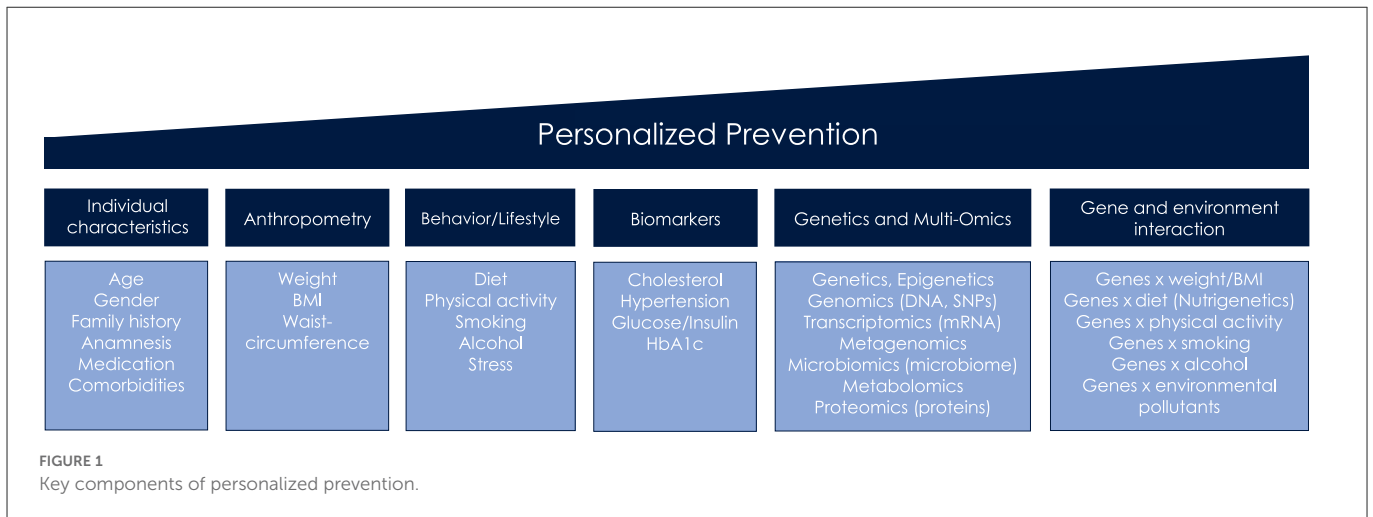 Personalized Prevention
Individual
characteristics
Age
Gender
Family history
Anamnesis
Medication
Comorbidities
Anthropometry
Weight
BMI
Waist-
circumference
Behavior/Lifestyle
Diet
Physical activity
Smoking
Alcohol
Stress
Biomarkers
Cholesterol
Hypertension
Glucose/Insulin
HbA1c
Genetics and Multi-Omics
Genetics, Epigenetics
Genomics (DNA, SNPs)
Transcriptomics (mRNA)
Metagenomics
Microbiomics (microbiome)
Metabolomics
Proteomics (proteins)
Gene and environment
interaction
Genes x weight/BMI
Genes x diet (Nutrigenetics)
Genes x physical activity
Genes x smoking
Genes x alcohol
Genes x environmental
pollutants
FIGURE 1
Key components of personalized prevention.